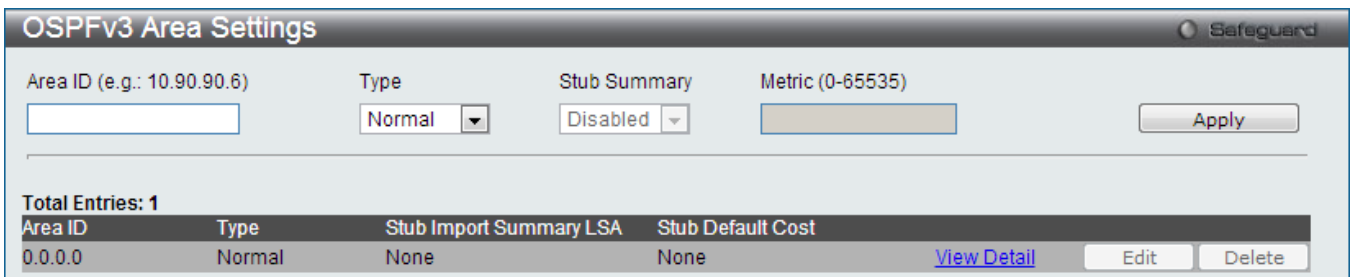 OSPFv3 Area Settings Safeguard
Area ID (e.g.: 10.90.90.6) Type Stub Summary Metric (0-65535)
Normal Disabled Apply
Total Entries: 1
Area ID Type Stub Import Summary LSA Stub Default Cost
0.0.0.0 Normal None None View Detail Edit Delete